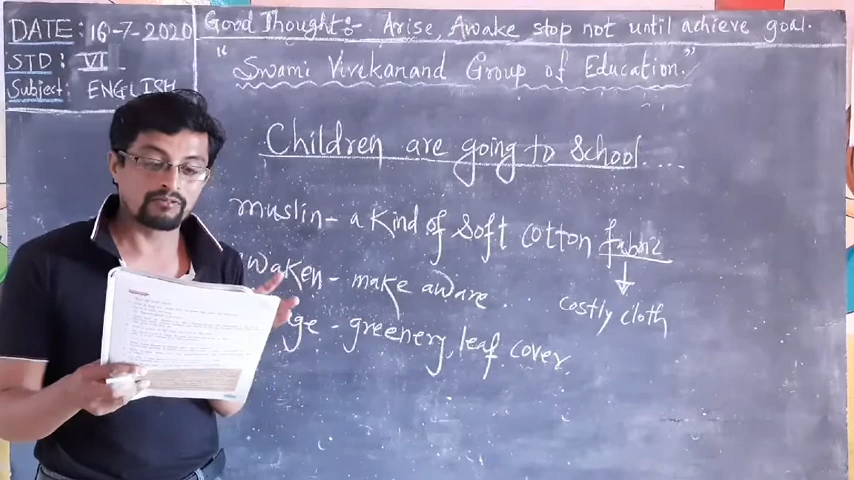 DATE: 16-7-2020
STD: VI
Subject: ENGLISH
Good Thought:- Arise, Awake stop not until achieve goal.
"Swami Vivekanand Group of Education."
Children are going to School....
muslin - a kind of soft cotton fabric
costly cloth
waken - make aware..
ge - greenery, leaf cover.